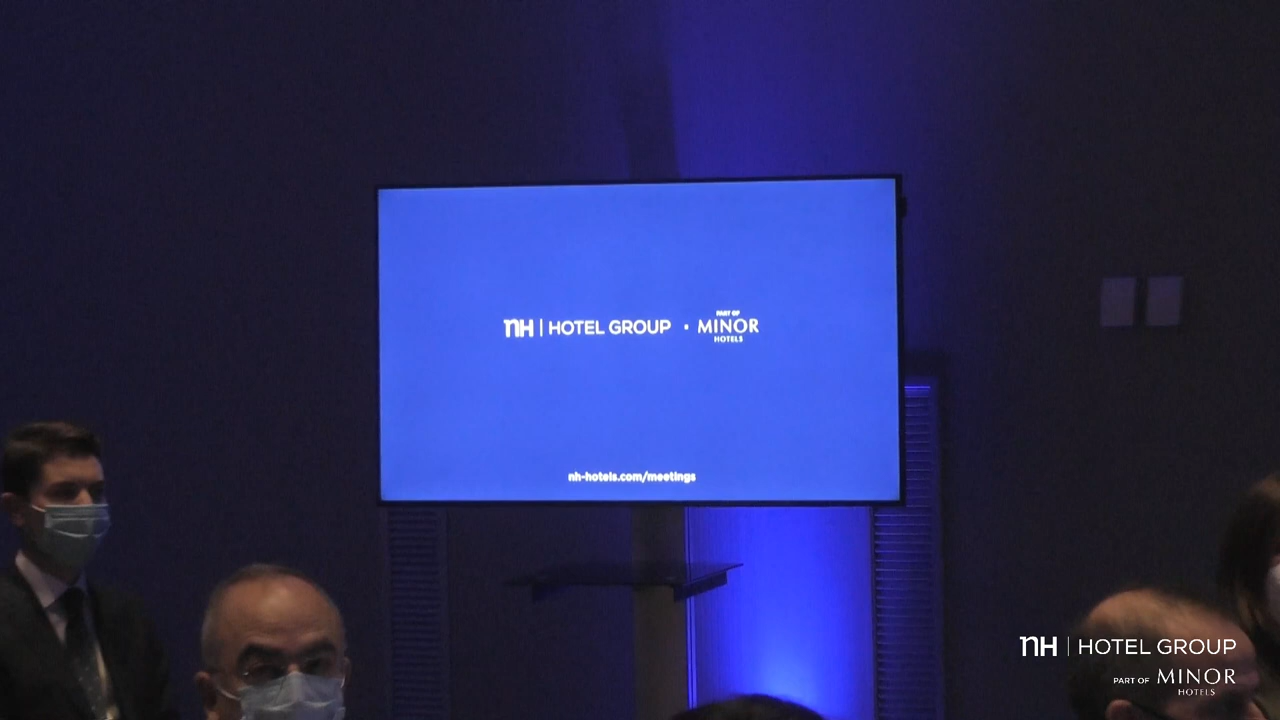 nH | HOTEL GROUP · PART OF MINOR HOTELS
nh-hotels.com/meetings
nH | HOTEL GROUP
PART OF MINOR HOTELS